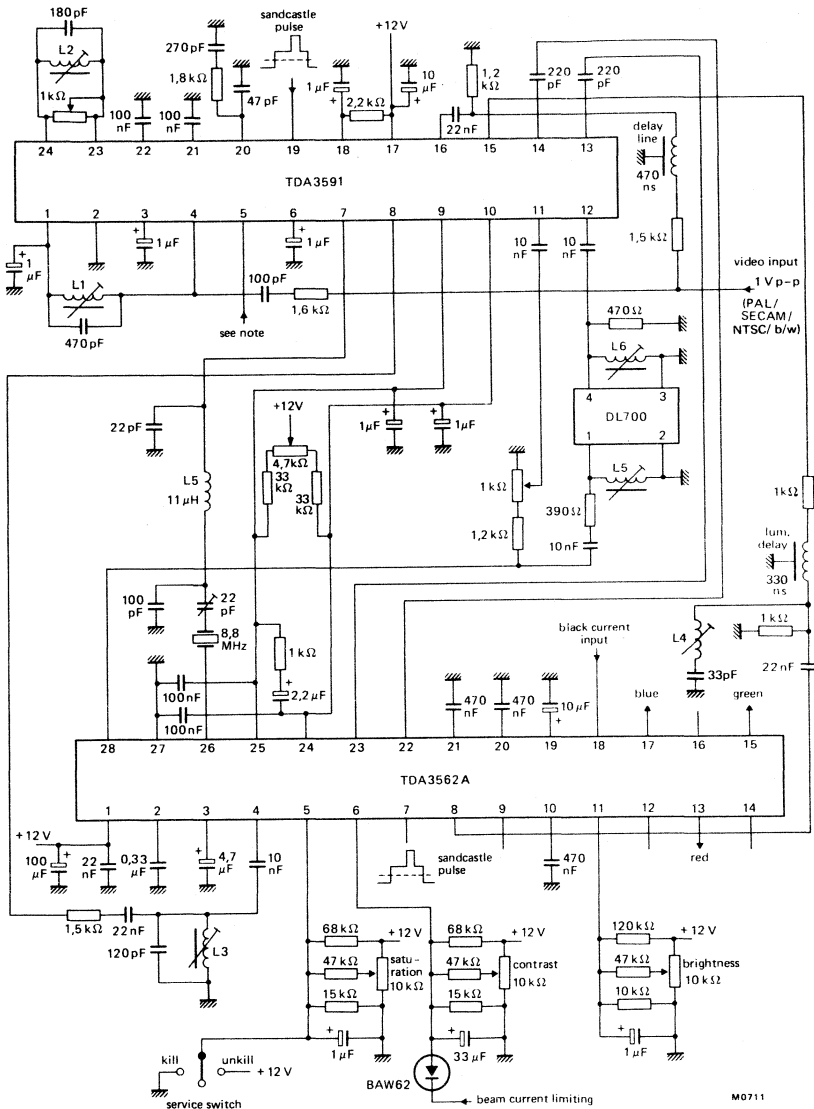 180 pF
L2
1kΩ
270 pF
1,8 kΩ
47 pF
sandcastle
pulse
+12V
1
μF
10
μF
2,2 kΩ
1,2
kΩ
22 nF
220
pF
220
pF
100
nF
100
nF
24 23 22 21 20 19 18 17 16 15 14 13
TDA3591
1 2 3 4 5 6 7 8 9 10 11 12
delay
line
470
ns
1,5 kΩ
1
μF
1 μF
1 μF
L1
470 pF
100 pF
1,6 kΩ
see note
10
nF
10
nF
video input
1 V p-p
(PAL/
SECAM/
NTSC/ b/w)
470 Ω
L6
4 3
DL700
1 2
L5
390Ω
10 nF
22 pF
L5
11 μH
+12V
4,7 kΩ
33
kΩ
33
kΩ
1 μF
1 μF
1 kΩ
1,2 kΩ
1kΩ
lum.
delay
330
ns
1 kΩ
22 nF
L4
33pF
100
pF
22
pF
8,8
MHz
1 kΩ
2,2 μF
100 nF
100 nF
470
nF
470
nF
10 μF
black current
input
blue
green
28 27 26 25 24 23 22 21 20 19 18 17 16 15
TDA3562A
1 2 3 4 5 6 7 8 9 10 11 12 13 14
+12 V
100
μF
22
nF
0,33
μF
4,7
μF
10
nF
sandcastle
pulse
470
nF
red
1,5 kΩ
22 nF
120 pF
L3
68 kΩ
+ 12 V
47 kΩ
satu-
ration
10 kΩ
15 kΩ
1 μF
68 kΩ
+ 12 V
47 kΩ
contrast
10 kΩ
15 kΩ
33 μF
120 kΩ
+ 12 V
47 kΩ
brightness
10 kΩ
10 kΩ
1 μF
kill
unkill
+ 12 V
service switch
BAW62
beam current limiting
M0711